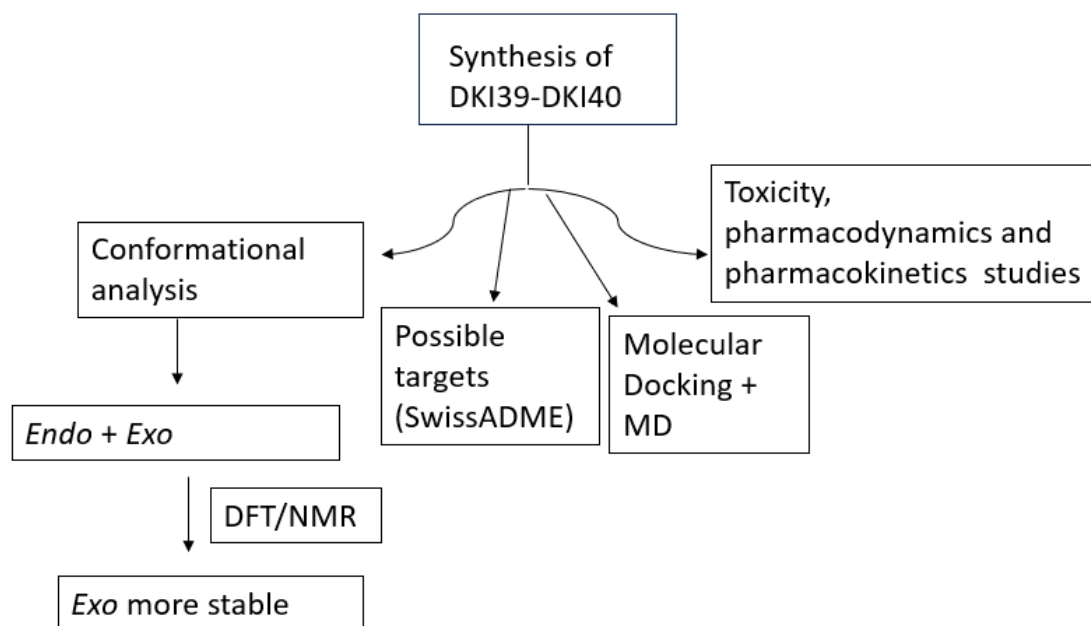 Synthesis of
DKI39-DKI40
Toxicity,
pharmacodynamics and
pharmacokinetics studies
Conformational
analysis
Possible
targets
(SwissADME)
Molecular
Docking +
MD
Endo + Exo
DFT/NMR
Exo more stable